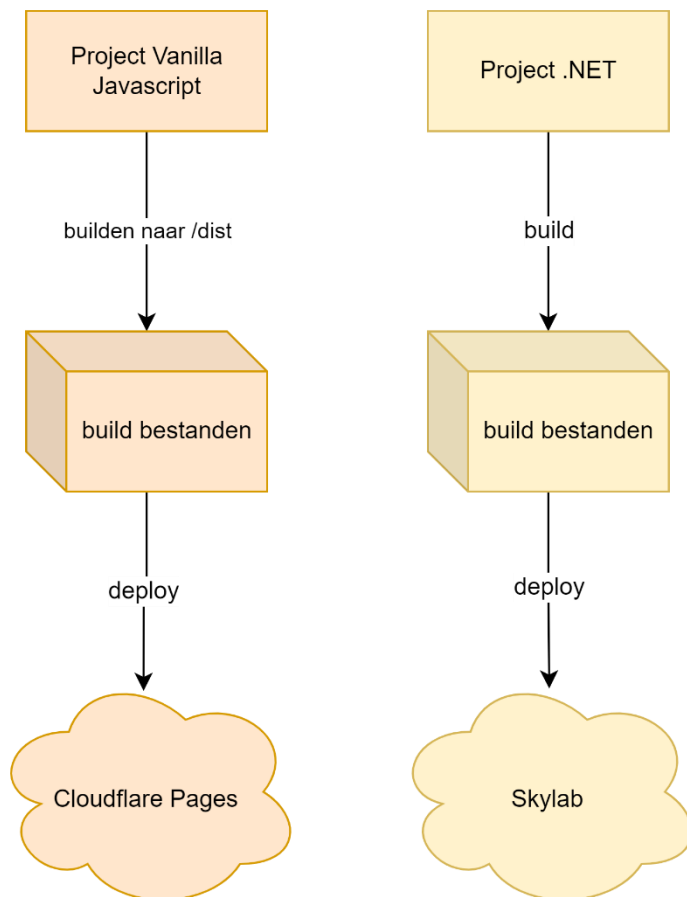 Project Vanilla
Javascript
Project .NET
builden naar /dist
build
build bestanden
build bestanden
deploy
deploy
Cloudflare Pages
Skylab